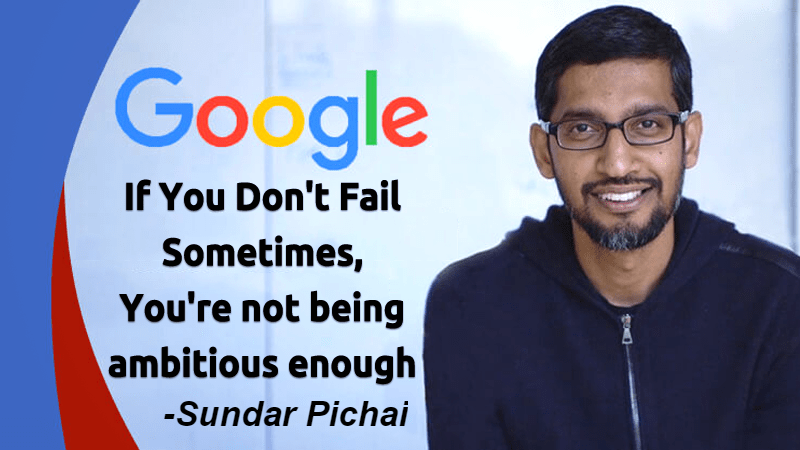 Google
If You Don't Fail
Sometimes,
You're not being
ambitious enough
-Sundar Pichai